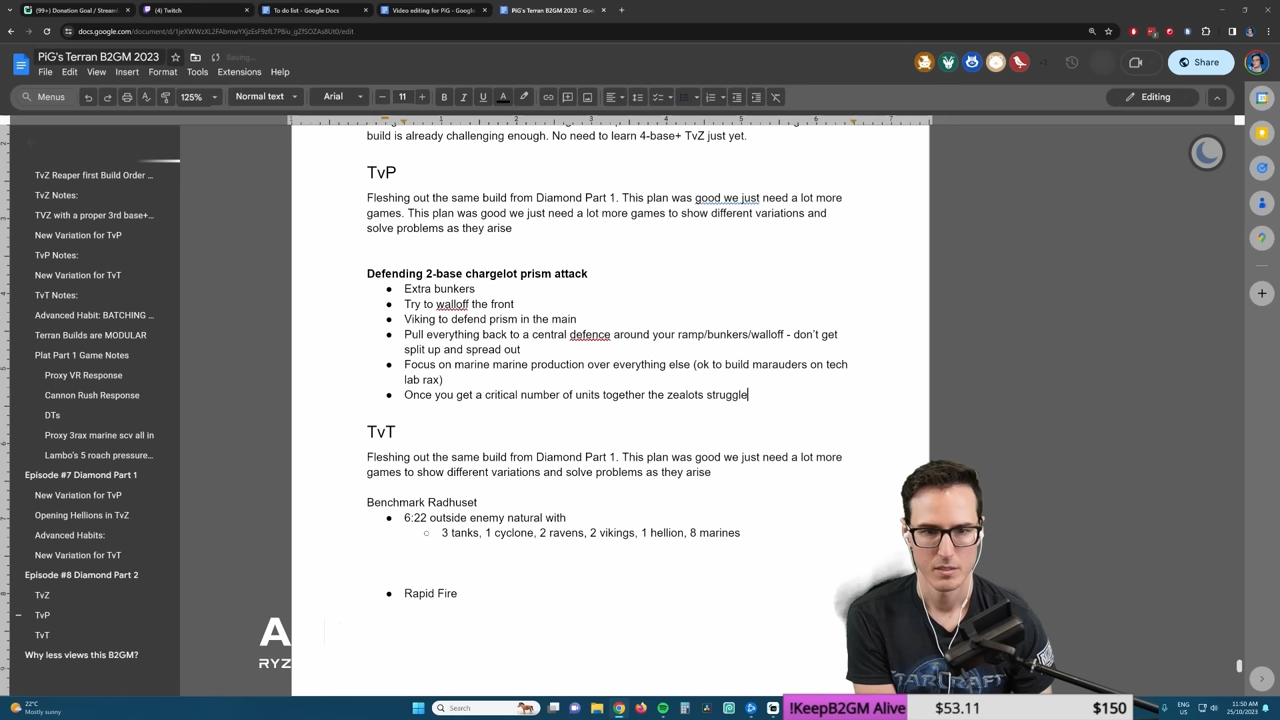 (99+) Donation Goal / Stream
(4) Twitch
To do list - Google Docs
Video editing for PiG - Google
PiG's Terran B2GM 2023 - Goo
docs.google.com/document/d/1jeXWWzXL2FAbmwYXjzEsF9zfL7P8iu_gZfSOZAs8Ut0/edit
PiG's Terran B2GM 2023
Saving...
File Edit View Insert Format Tools Extensions Help
Share
Menus
125%
Normal text
Arial
11
Editing
build is already challenging enough. No need to learn 4-base+ TvZ just yet.
TvP
Fleshing out the same build from Diamond Part 1. This plan was good we just need a lot more
games. This plan was good we just need a lot more games to show different variations and
solve problems as they arise
Defending 2-base chargelot prism attack
Extra bunkers
Try to walloff the front
Viking to defend prism in the main
Pull everything back to a central defence around your ramp/bunkers/walloff - don't get
split up and spread out
Focus on marine marine production over everything else (ok to build marauders on tech
lab rax)
Once you get a critical number of units together the zealots struggle
TvT
Fleshing out the same build from Diamond Part 1. This plan was good we just need a lot more
games to show different variations and solve problems as they arise
Benchmark Radhuset
6:22 outside enemy natural with
3 tanks, 1 cyclone, 2 ravens, 2 vikings, 1 hellion, 8 marines
Rapid Fire
TvZ Reaper first Build Order ...
TvZ Notes:
TVZ with a proper 3rd base+...
New Variation for TvP
TvP Notes:
New Variation for TvT
TvT Notes:
Advanced Habit: BATCHING ...
Terran Builds are MODULAR
Plat Part 1 Game Notes
Proxy VR Response
Cannon Rush Response
DTs
Proxy 3rax marine scv all in
Lambo's 5 roach pressure...
Episode #7 Diamond Part 1
New Variation for TvP
Opening Hellions in TvZ
Advanced Habits:
New Variation for TvT
Episode #8 Diamond Part 2
TvZ
TvP
TvT
Why less views this B2GM?
A
RYZ
STARCRAFT
22°C
Mostly sunny
Search
!KeepB2GM Alive
$53.11
$150
ENG
US
11:50 AM
25/10/2023